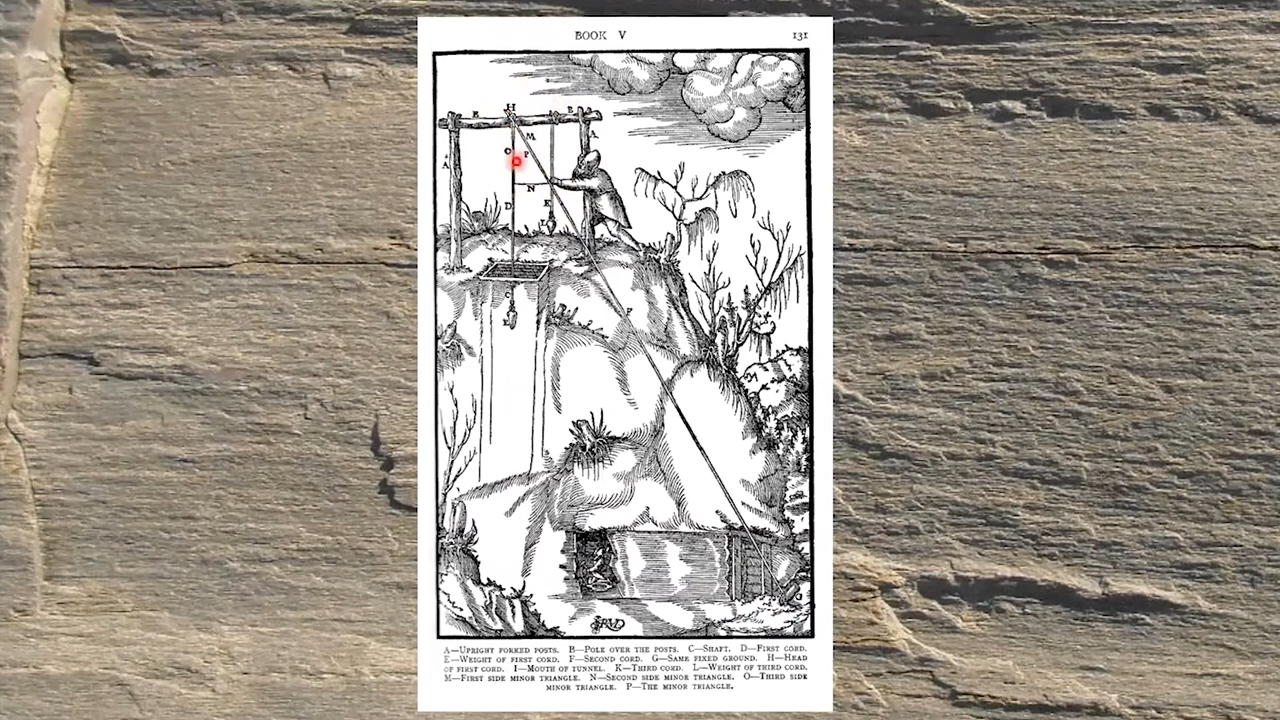 BOOK V 131
H
B B
M A
A O P
N
D E
L
C
E
A—UPRIGHT FORKED POSTS. B—POLE OVER THE POSTS. C—SHAFT. D—FIRST CORD.
E—WEIGHT OF FIRST CORD. F—SECOND CORD. G—SAME FIXED GROUND. H—HEAD
OF FIRST CORD. I—MOUTH OF TUNNEL. K—THIRD CORD. L—WEIGHT OF THIRD CORD.
M—FIRST SIDE MINOR TRIANGLE. N—SECOND SIDE MINOR TRIANGLE. O—THIRD SIDE
MINOR TRIANGLE. P—THE MINOR TRIANGLE.